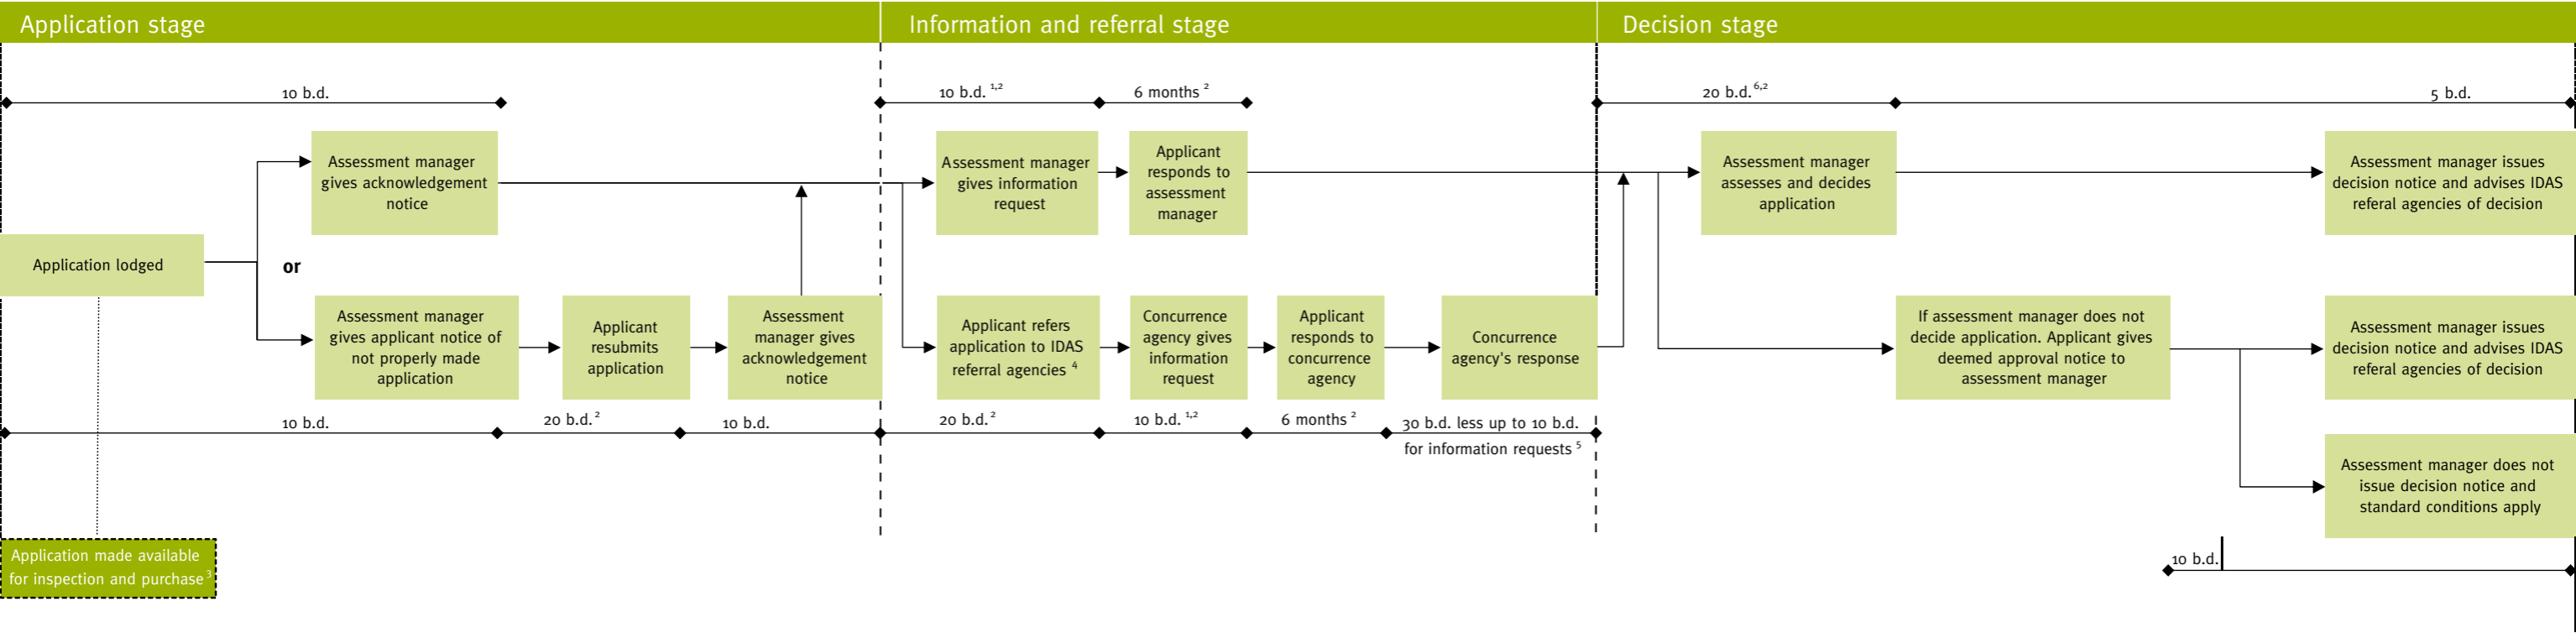 Application stage
Information and referral stage
Decision stage
10 b.d.
10 b.d. 1,2
6 months 2
20 b.d. 6,2
5 b.d.
Assessment manager
gives acknowledgement
notice
Assessment manager
gives information
request
Applicant
responds to
assessment
manager
Assessment manager
assesses and decides
application
Assessment manager issues
decision notice and advises IDAS
referal agencies of decision
Application lodged
or
Assessment manager
gives applicant notice of
not properly made
application
Applicant
resubmits
application
Assessment
manager gives
acknowledgement
notice
Applicant refers
application to IDAS
referral agencies 4
Concurrence
agency gives
information
request
Applicant
responds to
concurrence
agency
Concurrence
agency's response
If assessment manager does not
decide application. Applicant gives
deemed approval notice to
assessment manager
Assessment manager issues
decision notice and advises IDAS
referal agencies of decision
10 b.d.
20 b.d. 2
10 b.d.
20 b.d. 2
10 b.d. 1,2
6 months 2
30 b.d. less up to 10 b.d.
for information requests 5
Assessment manager does not
issue decision notice and
standard conditions apply
Application made available
for inspection and purchase 3
10 b.d.